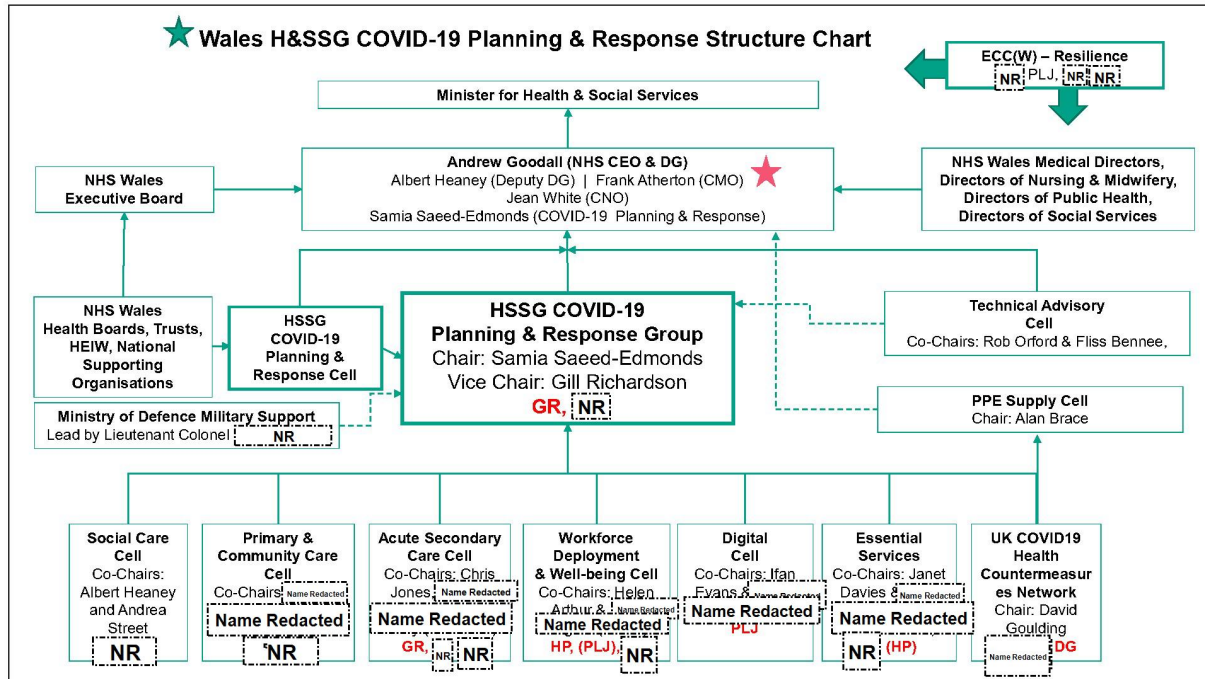 Wales H&SSG COVID-19 Planning & Response Structure Chart
ECC(W) – Resilience
NR PLJ, NR NR
Minister for Health & Social Services
Andrew Goodall (NHS CEO & DG)
Albert Heaney (Deputy DG) | Frank Atherton (CMO)
Jean White (CNO)
Samia Saeed-Edmonds (COVID-19 Planning & Response)
NHS Wales
Executive Board
NHS Wales Medical Directors,
Directors of Nursing & Midwifery,
Directors of Public Health,
Directors of Social Services
NHS Wales
Health Boards, Trusts,
HEIW, National
Supporting
Organisations
HSSG
COVID-19
Planning &
Response Cell
HSSG COVID-19
Planning & Response Group
Chair: Samia Saeed-Edmonds
Vice Chair: Gill Richardson
GR, NR
Technical Advisory
Cell
Co-Chairs: Rob Orford & Fliss Bennee,
Ministry of Defence Military Support
Lead by Lieutenant Colonel NR
PPE Supply Cell
Chair: Alan Brace
Social Care
Cell
Co-Chairs:
Albert Heaney
and Andrea
Street
NR
Primary &
Community Care
Cell
Co-Chairs Name Redacted
Name Redacted
NR
Acute Secondary
Care Cell
Co-Chairs: Chris
Jones Name Redacted
Name Redacted
GR, NR NR
Workforce
Deployment
& Well-being Cell
Co-Chairs: Helen
Arthur & Name Redacted
Name Redacted
HP, (PLJ), NR
Digital
Cell
Co-Chairs: Ifan
Evans & Name Redacted
Name Redacted
PLJ
Essential
Services
Co-Chairs: Janet
Davies & Name Redacted
Name Redacted
NR (HP)
UK COVID19
Health
Countermeasur
es Network
Chair: David
Goulding
Name Redacted DG